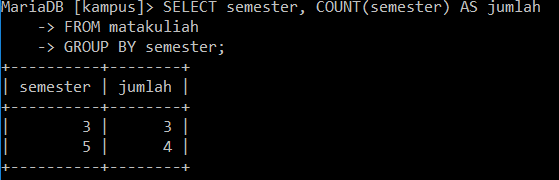 MariaDB [kampus]> SELECT semester, COUNT(semester) AS jumlah
    -> FROM matakuliah
    -> GROUP BY semester;
+----------+--------+
| semester | jumlah |
+----------+--------+
|        3 |      3 |
|        5 |      4 |
+----------+--------+